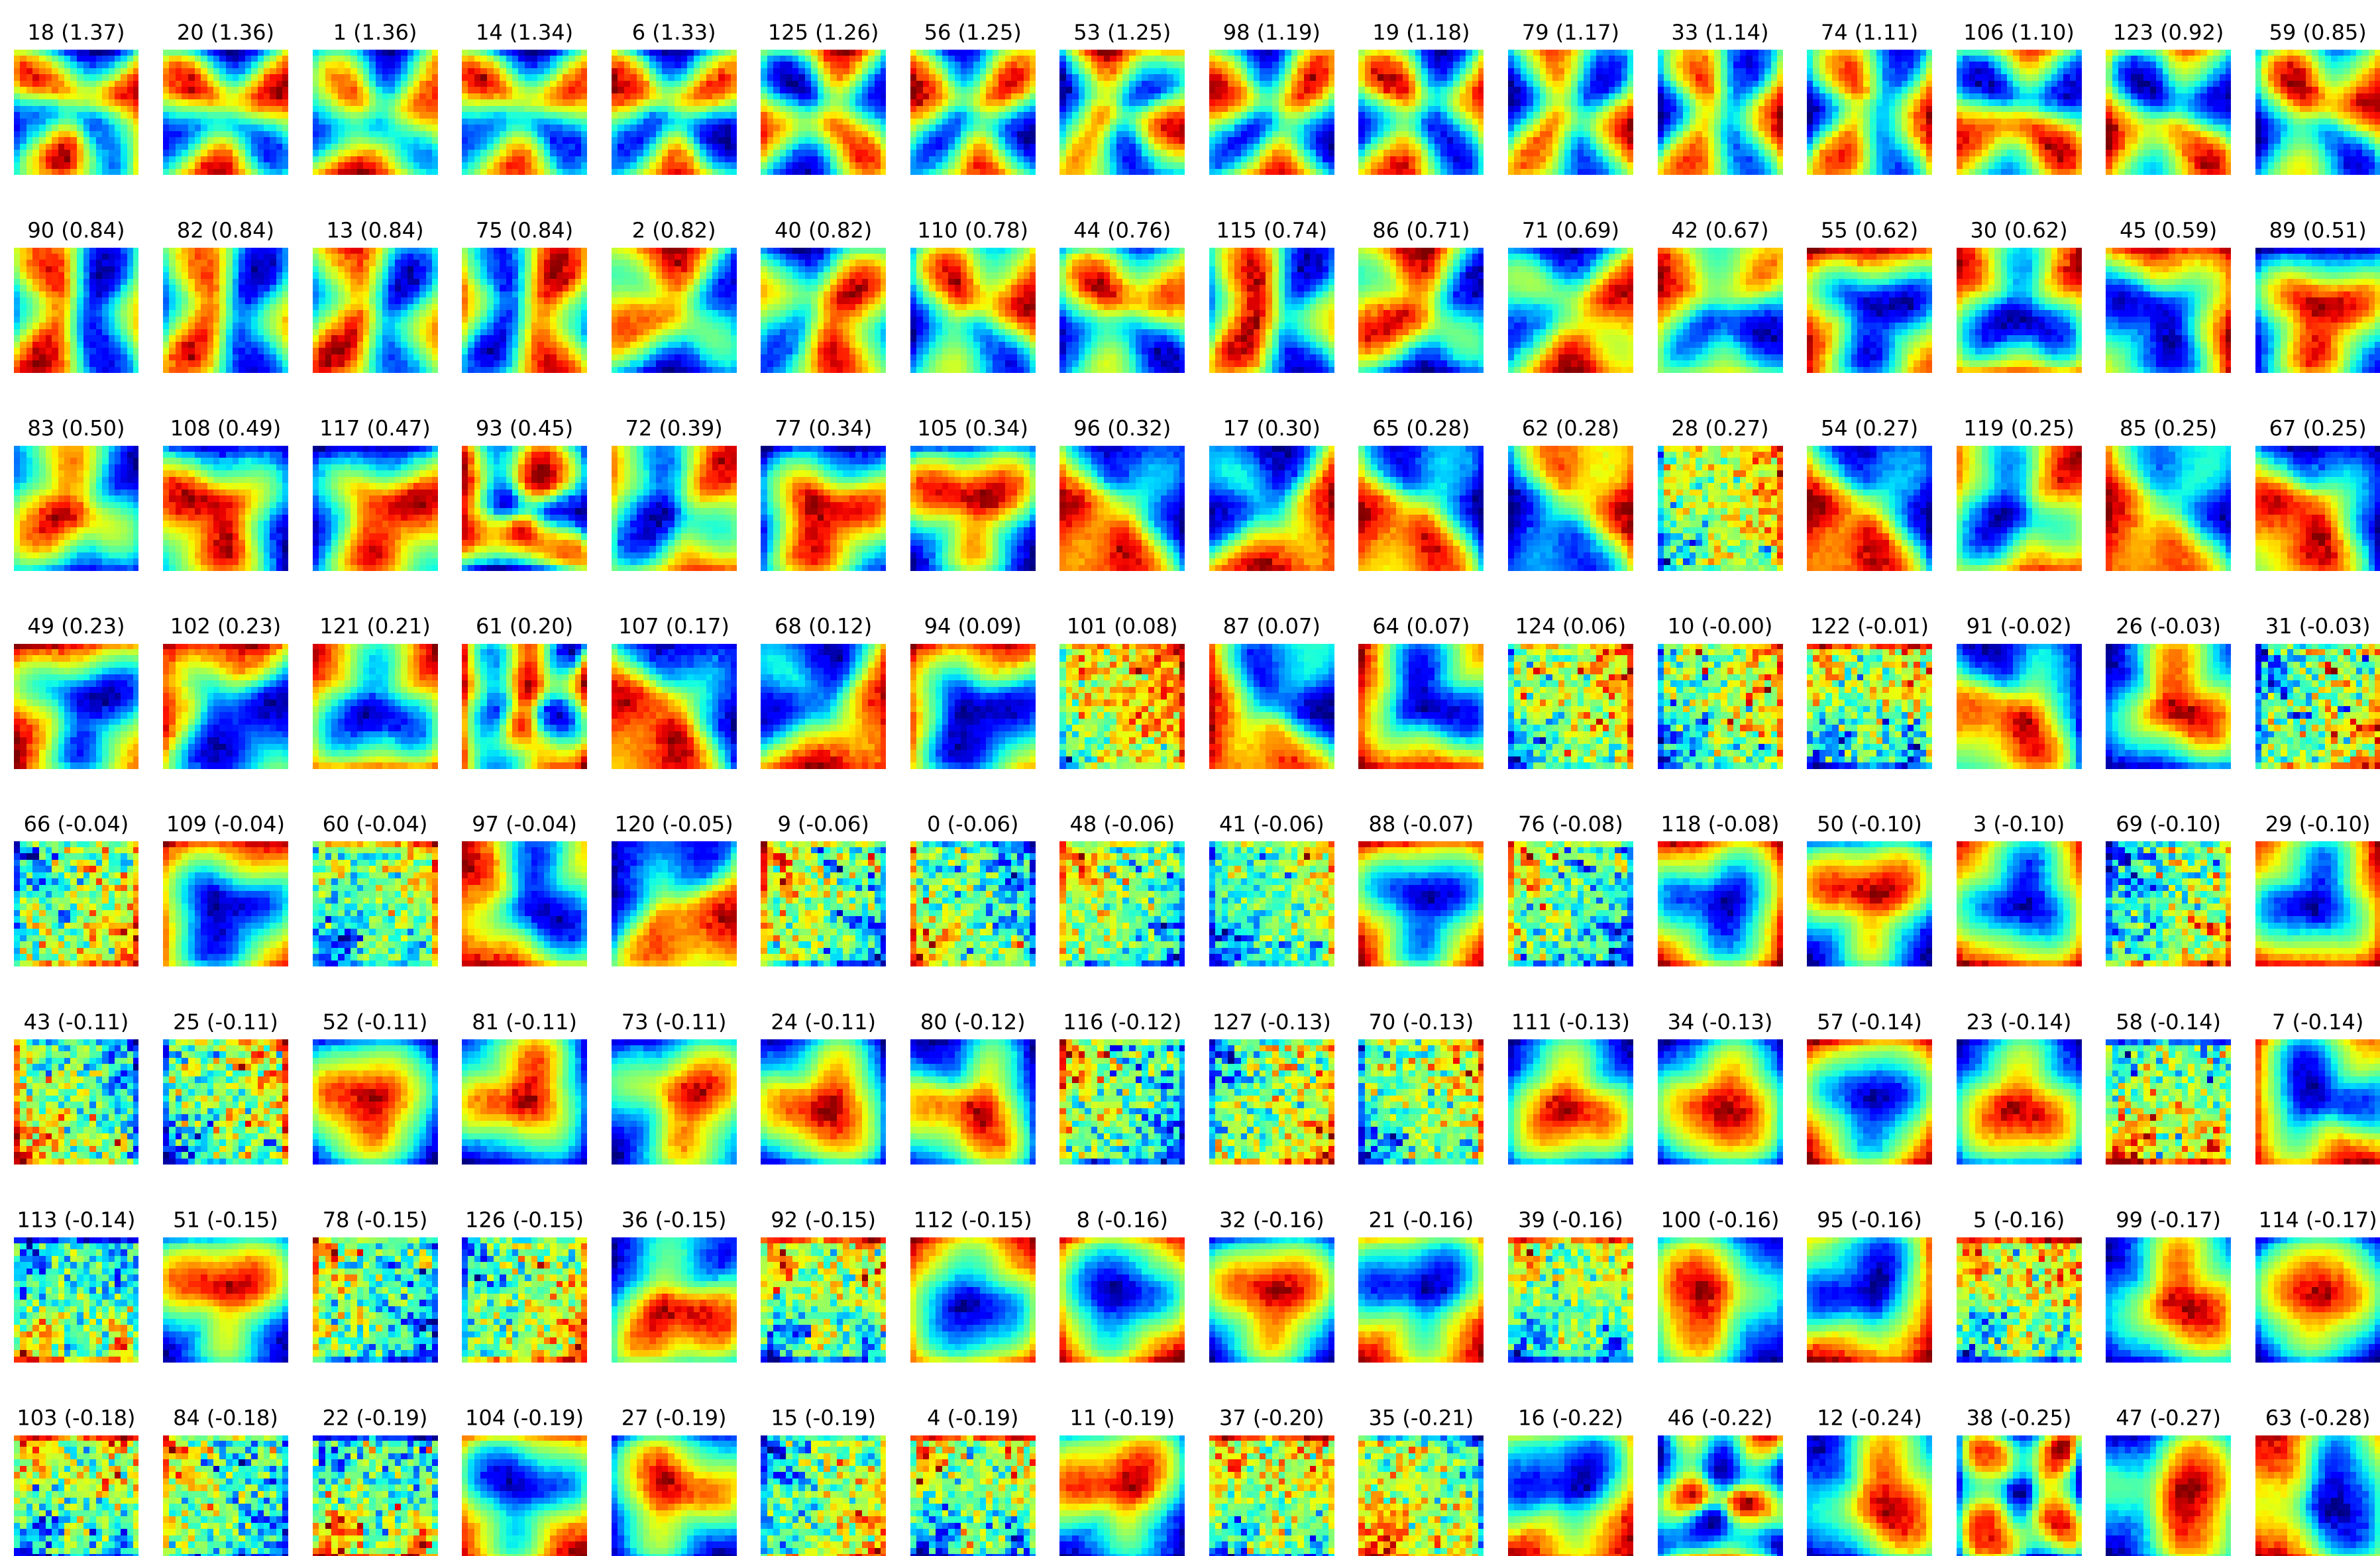 18 (1.37) 20 (1.36) 1 (1.36) 14 (1.34) 6 (1.33) 125 (1.26) 56 (1.25) 53 (1.25) 98 (1.19) 19 (1.18) 79 (1.17) 33 (1.14) 74 (1.11) 106 (1.10) 123 (0.92) 59 (0.85)
90 (0.84) 82 (0.84) 13 (0.84) 75 (0.84) 2 (0.82) 40 (0.82) 110 (0.78) 44 (0.76) 115 (0.74) 86 (0.71) 71 (0.69) 42 (0.67) 55 (0.62) 30 (0.62) 45 (0.59) 89 (0.51)
83 (0.50) 108 (0.49) 117 (0.47) 93 (0.45) 72 (0.39) 77 (0.34) 105 (0.34) 96 (0.32) 17 (0.30) 65 (0.28) 62 (0.28) 28 (0.27) 54 (0.27) 119 (0.25) 85 (0.25) 67 (0.25)
49 (0.23) 102 (0.23) 121 (0.21) 61 (0.20) 107 (0.17) 68 (0.12) 94 (0.09) 101 (0.08) 87 (0.07) 64 (0.07) 124 (0.06) 10 (-0.00) 122 (-0.01) 91 (-0.02) 26 (-0.03) 31 (-0.03)
66 (-0.04) 109 (-0.04) 60 (-0.04) 97 (-0.04) 120 (-0.05) 9 (-0.06) 0 (-0.06) 48 (-0.06) 41 (-0.06) 88 (-0.07) 76 (-0.08) 118 (-0.08) 50 (-0.10) 3 (-0.10) 69 (-0.10) 29 (-0.10)
43 (-0.11) 25 (-0.11) 52 (-0.11) 81 (-0.11) 73 (-0.11) 24 (-0.11) 80 (-0.12) 116 (-0.12) 127 (-0.13) 70 (-0.13) 111 (-0.13) 34 (-0.13) 57 (-0.14) 23 (-0.14) 58 (-0.14) 7 (-0.14)
113 (-0.14) 51 (-0.15) 78 (-0.15) 126 (-0.15) 36 (-0.15) 92 (-0.15) 112 (-0.15) 8 (-0.16) 32 (-0.16) 21 (-0.16) 39 (-0.16) 100 (-0.16) 95 (-0.16) 5 (-0.16) 99 (-0.17) 114 (-0.17)
103 (-0.18) 84 (-0.18) 22 (-0.19) 104 (-0.19) 27 (-0.19) 15 (-0.19) 4 (-0.19) 11 (-0.19) 37 (-0.20) 35 (-0.21) 16 (-0.22) 46 (-0.22) 12 (-0.24) 38 (-0.25) 47 (-0.27) 63 (-0.28)